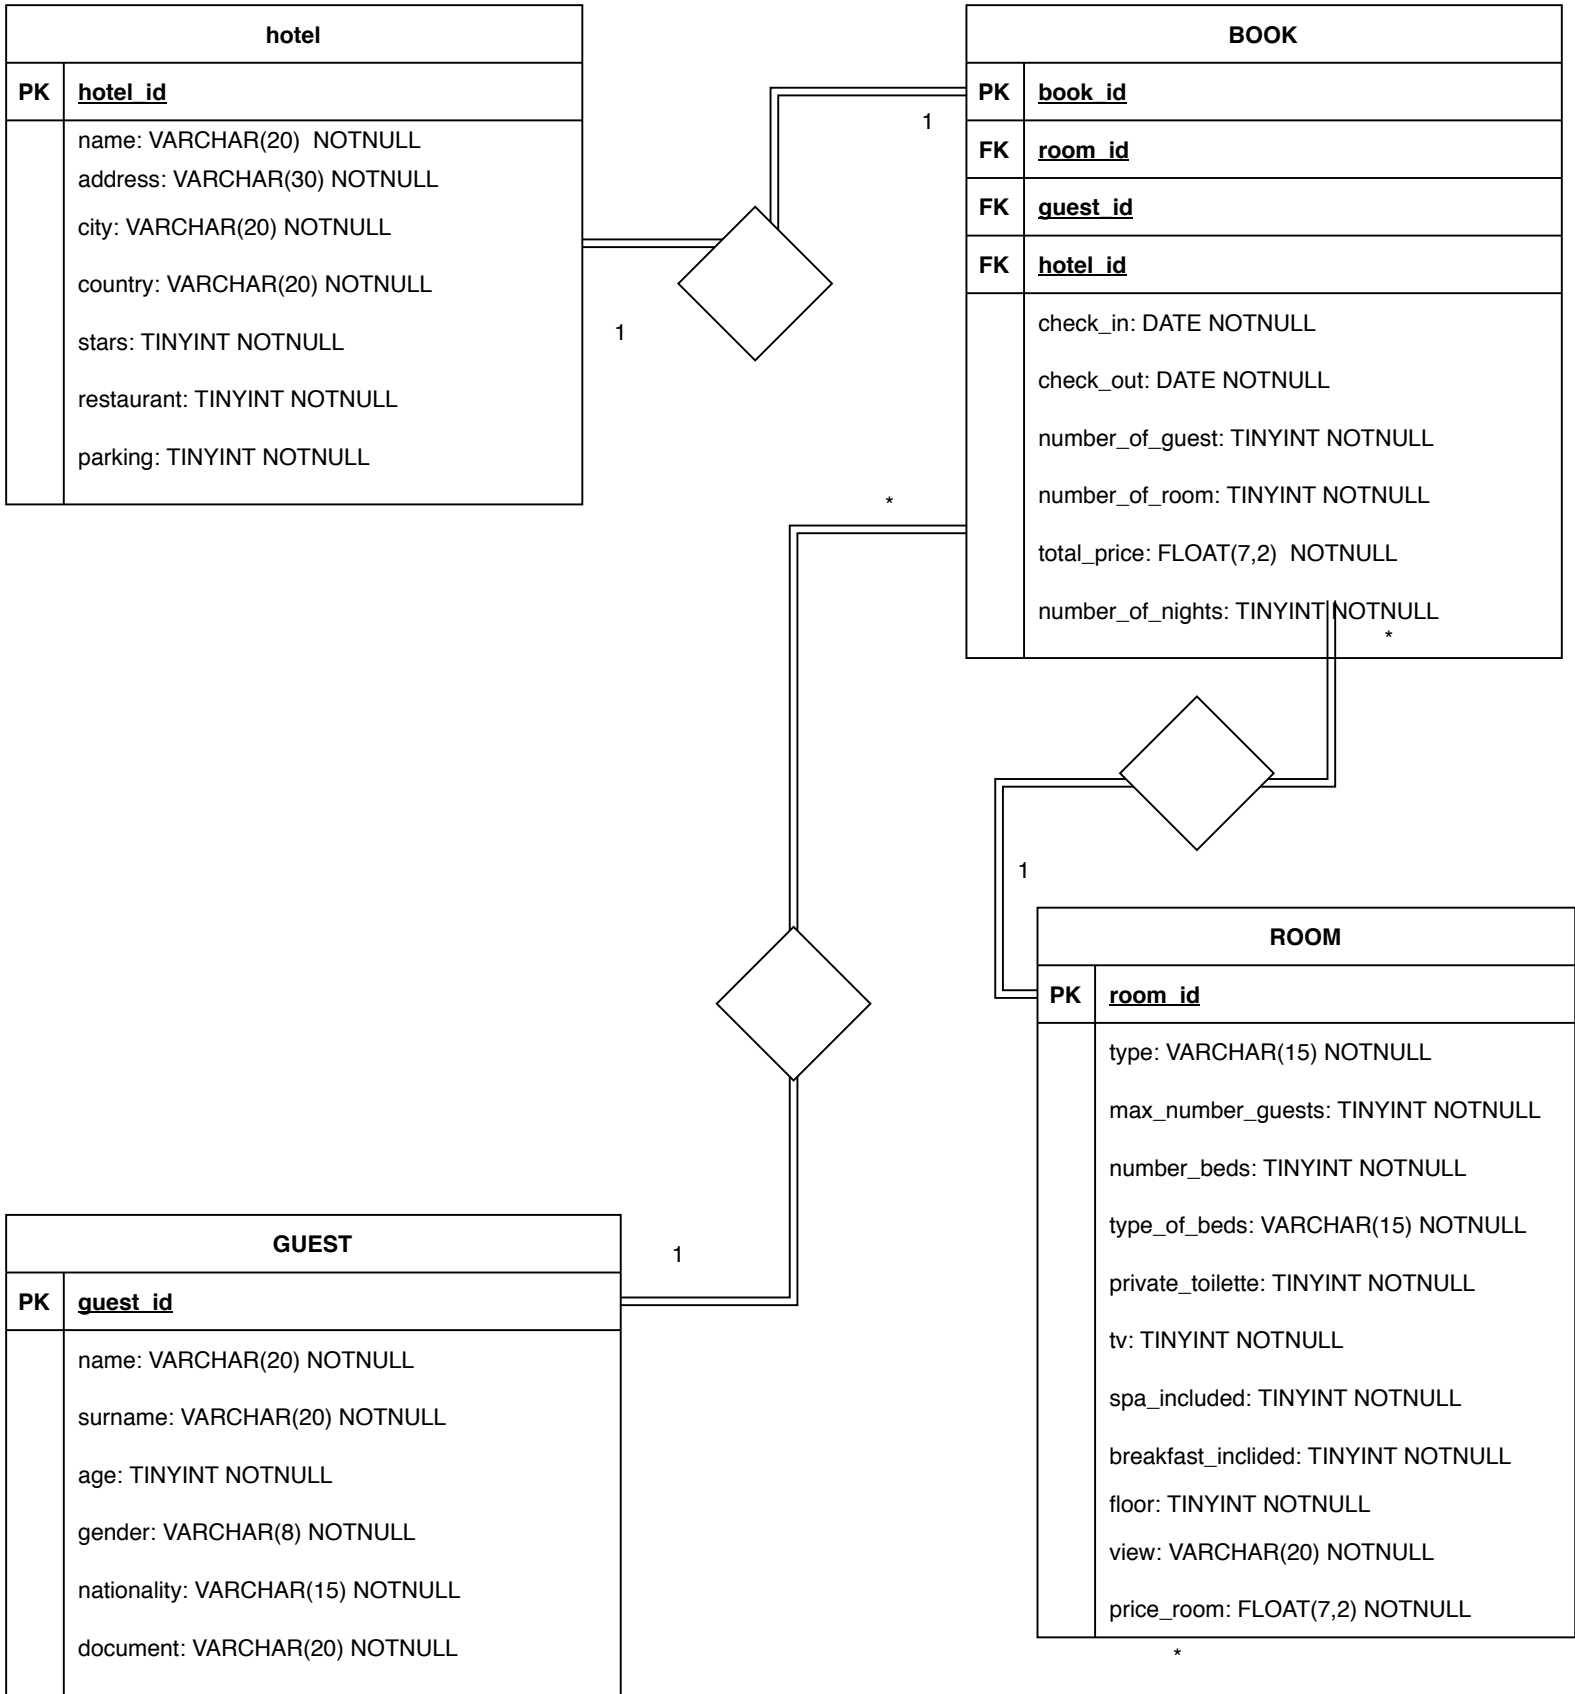 hotel
PK hotel_id
name: VARCHAR(20)  NOTNULL
address: VARCHAR(30) NOTNULL
city: VARCHAR(20) NOTNULL
country: VARCHAR(20) NOTNULL
stars: TINYINT NOTNULL
restaurant: TINYINT NOTNULL
parking: TINYINT NOTNULL
1
1
BOOK
PK book_id
FK room_id
FK guest_id
FK hotel_id
check_in: DATE NOTNULL
check_out: DATE NOTNULL
number_of_guest: TINYINT NOTNULL
number_of_room: TINYINT NOTNULL
total_price: FLOAT(7,2)  NOTNULL
number_of_nights: TINYINT NOTNULL
*
*
1
ROOM
PK room_id
type: VARCHAR(15) NOTNULL
max_number_guests: TINYINT NOTNULL
number_beds: TINYINT NOTNULL
type_of_beds: VARCHAR(15) NOTNULL
private_toilette: TINYINT NOTNULL
tv: TINYINT NOTNULL
spa_included: TINYINT NOTNULL
breakfast_inclided: TINYINT NOTNULL
floor: TINYINT NOTNULL
view: VARCHAR(20) NOTNULL
price_room: FLOAT(7,2) NOTNULL
*
GUEST
PK guest_id
name: VARCHAR(20) NOTNULL
surname: VARCHAR(20) NOTNULL
age: TINYINT NOTNULL
gender: VARCHAR(8) NOTNULL
nationality: VARCHAR(15) NOTNULL
document: VARCHAR(20) NOTNULL
1